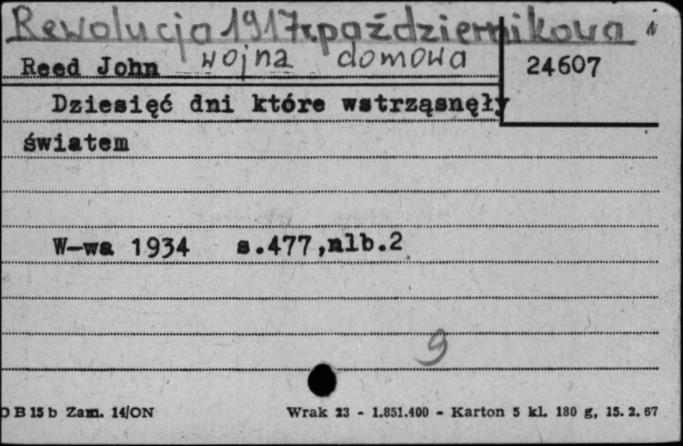 Rewolucja 1917r. październikowa
Reed John wojna domowa
24607
Dziesięć dni które wstrząsnęły
światem
W-wa 1934 s.477,nlb.2
9
B 15 b Zam. 14/ON Wrak 23 - 1.851.400 - Karton 5 kl. 180 g, 15. 2. 67